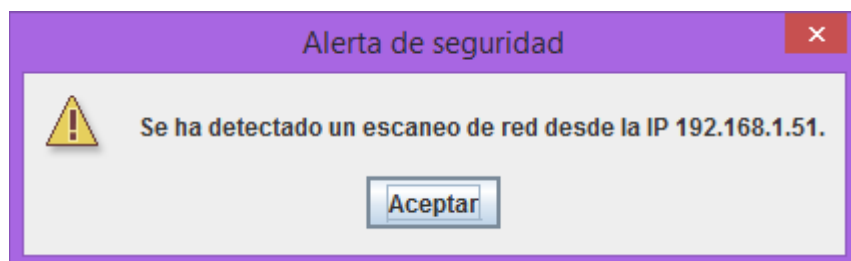 Alerta de seguridad
Se ha detectado un escaneo de red desde la IP 192.168.1.51.
Aceptar